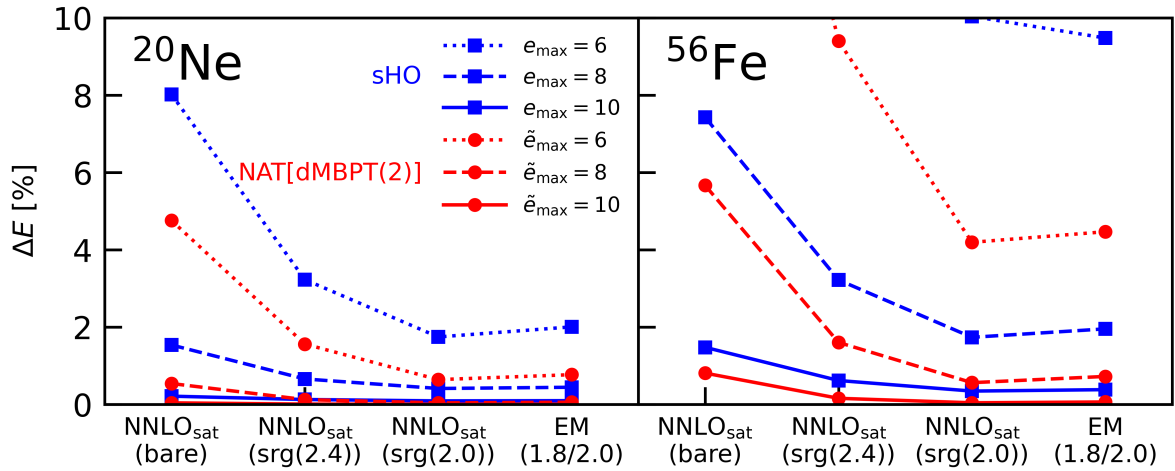 10
8
6
4
2
0
ΔE [%]
²⁰Ne
sHO
NAT[dMBPT(2)]
e_max = 6
e_max = 8
e_max = 10
ẽ_max = 6
ẽ_max = 8
ẽ_max = 10
⁵⁶Fe
NNLO_sat
(bare)
NNLO_sat
(srg(2.4))
NNLO_sat
(srg(2.0))
EM
(1.8/2.0)
NNLO_sat
(bare)
NNLO_sat
(srg(2.4))
NNLO_sat
(srg(2.0))
EM
(1.8/2.0)